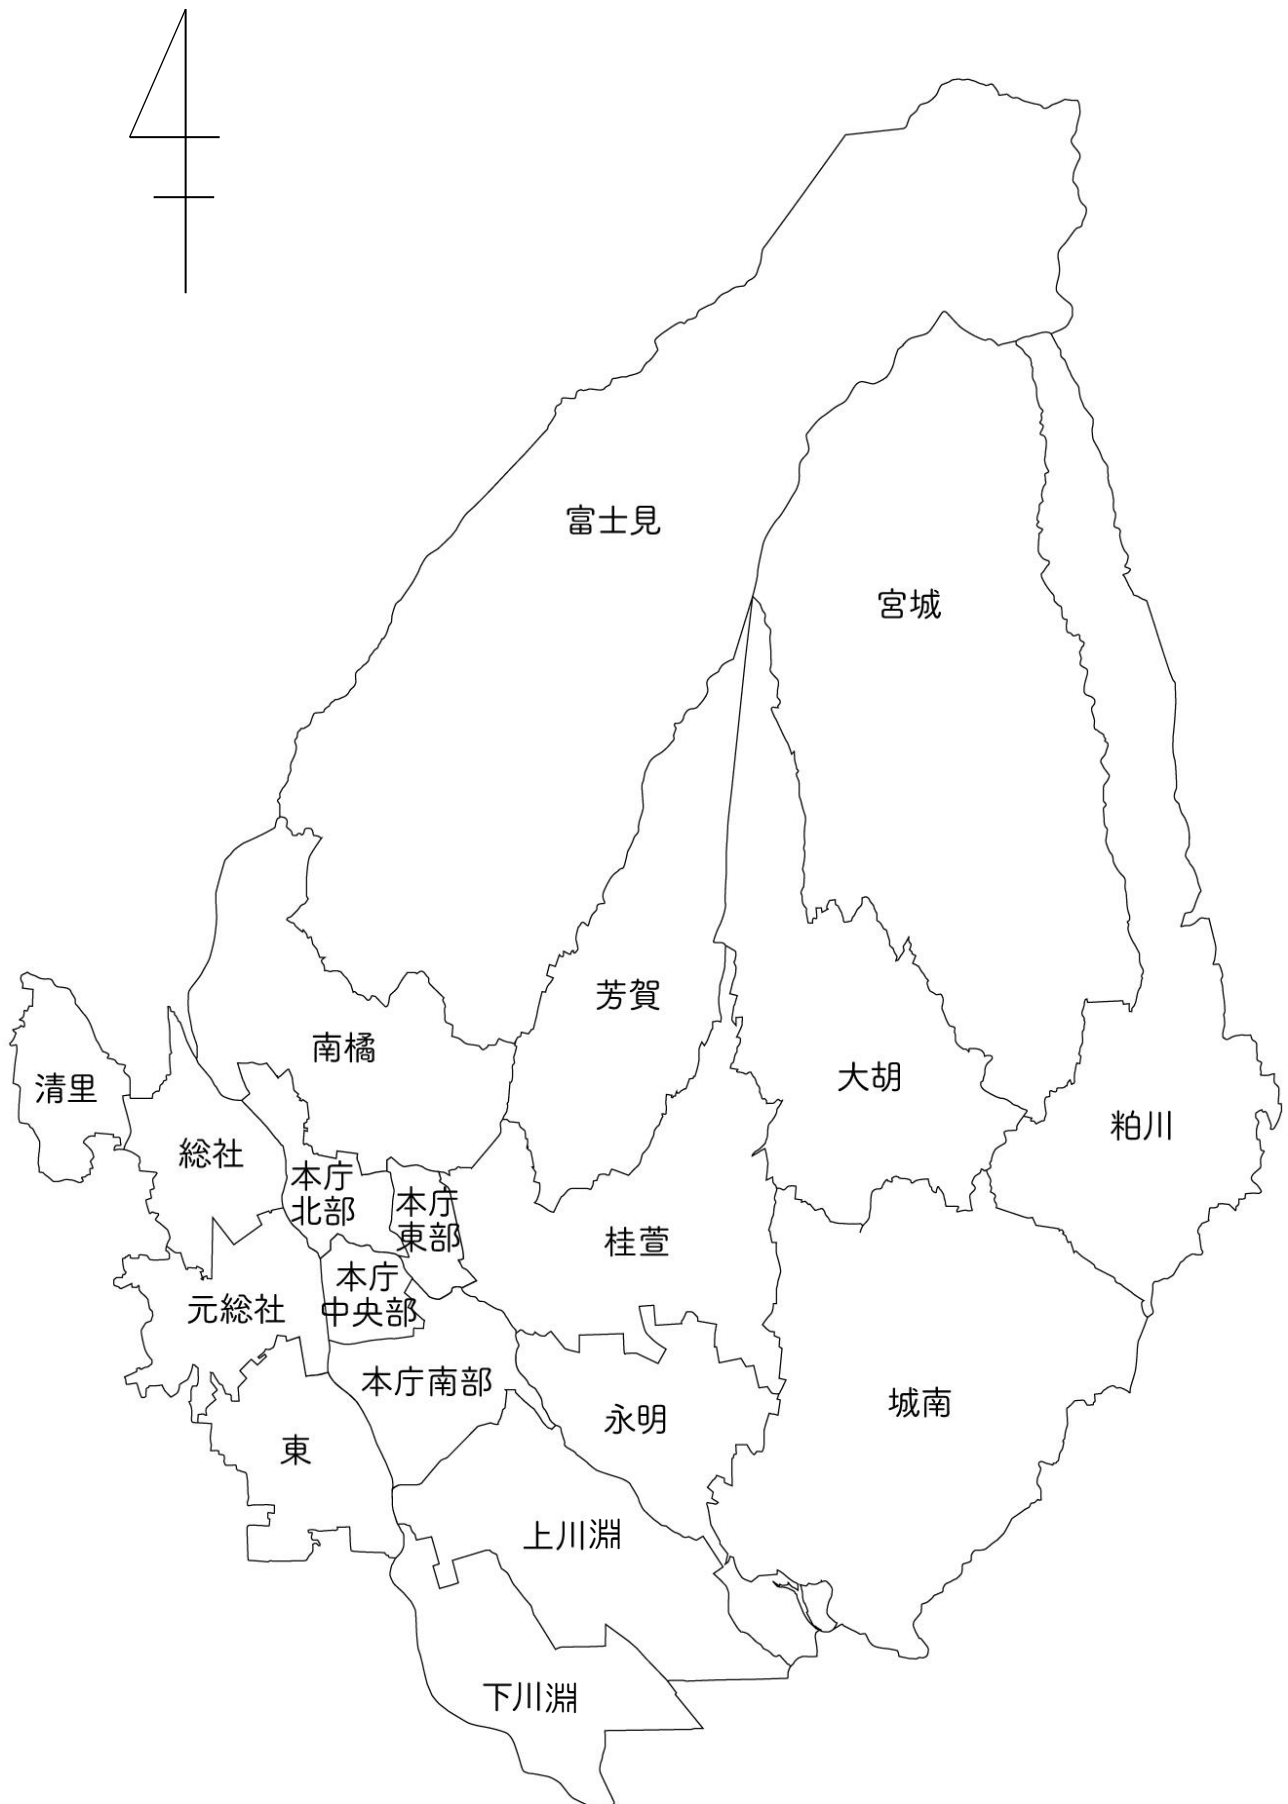 富士見
宮城
芳賀
南橘
大胡
清里
粕川
総社
本庁
北部
本庁
東部
桂萱
本庁
中央部
元総社
本庁南部
城南
永明
東
上川淵
下川淵